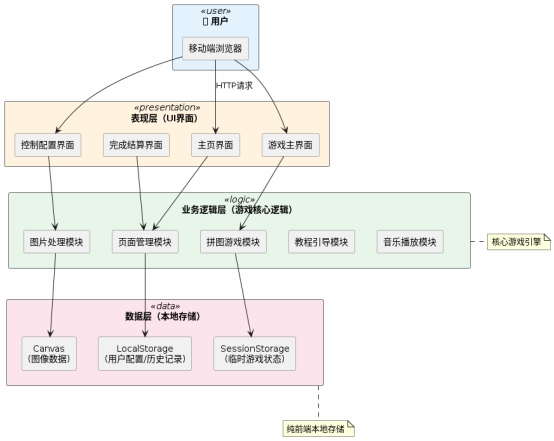 «user»
用户
移动端浏览器
HTTP请求
«presentation»
表现层（UI界面）
控制配置界面
完成结算界面
主页界面
游戏主界面
«logic»
业务逻辑层（游戏核心逻辑）
图片处理模块
页面管理模块
拼图游戏模块
教程引导模块
音乐播放模块
核心游戏引擎
«data»
数据层（本地存储）
Canvas
（图像数据）
LocalStorage
（用户配置/历史记录）
SessionStorage
（临时游戏状态）
纯前端本地存储